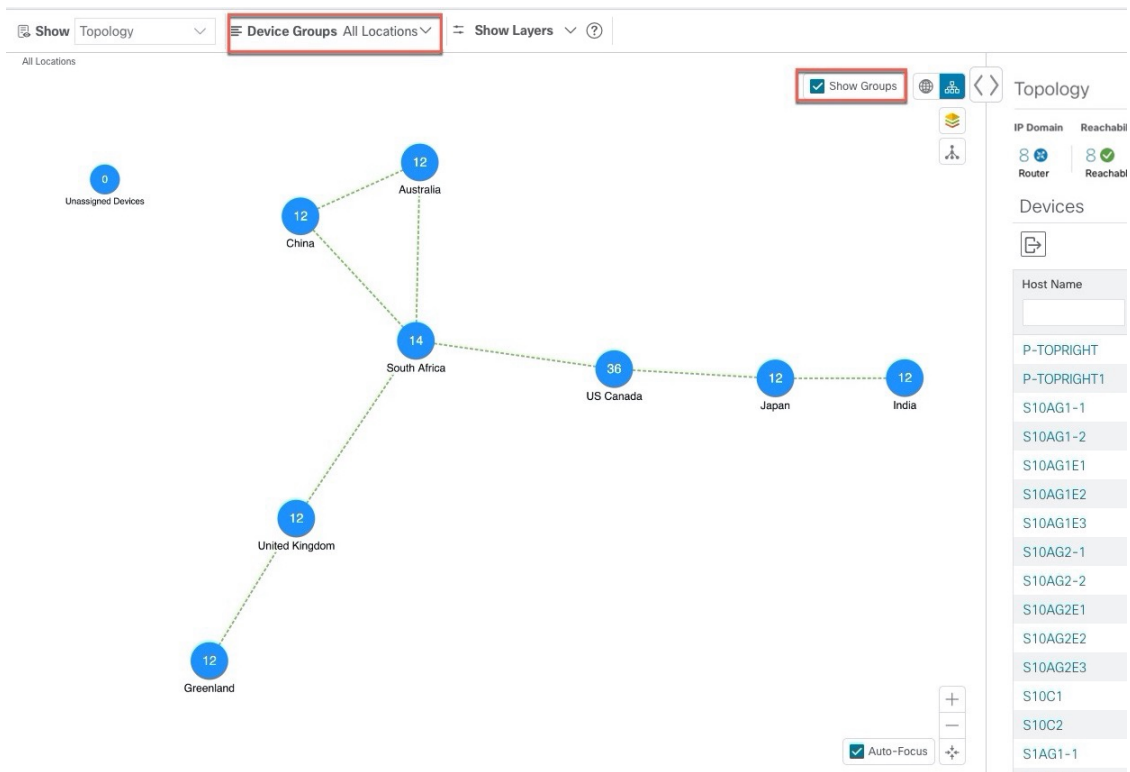 Show Topology Device Groups All Locations Show Layers ?
All Locations
Show Groups
Topology
IP Domain Reachabil
8 8
Router Reachabl
Devices
Host Name
P-TOPRIGHT
P-TOPRIGHT1
S10AG1-1
S10AG1-2
S10AG1E1
S10AG1E2
S10AG1E3
S10AG2-1
S10AG2-2
S10AG2E1
S10AG2E2
S10AG2E3
S10C1
S10C2
S1AG1-1
0
Unassigned Devices
12
Australia
12
China
14
South Africa
36
US Canada
12
Japan
12
India
12
United Kingdom
12
Greenland
Auto-Focus